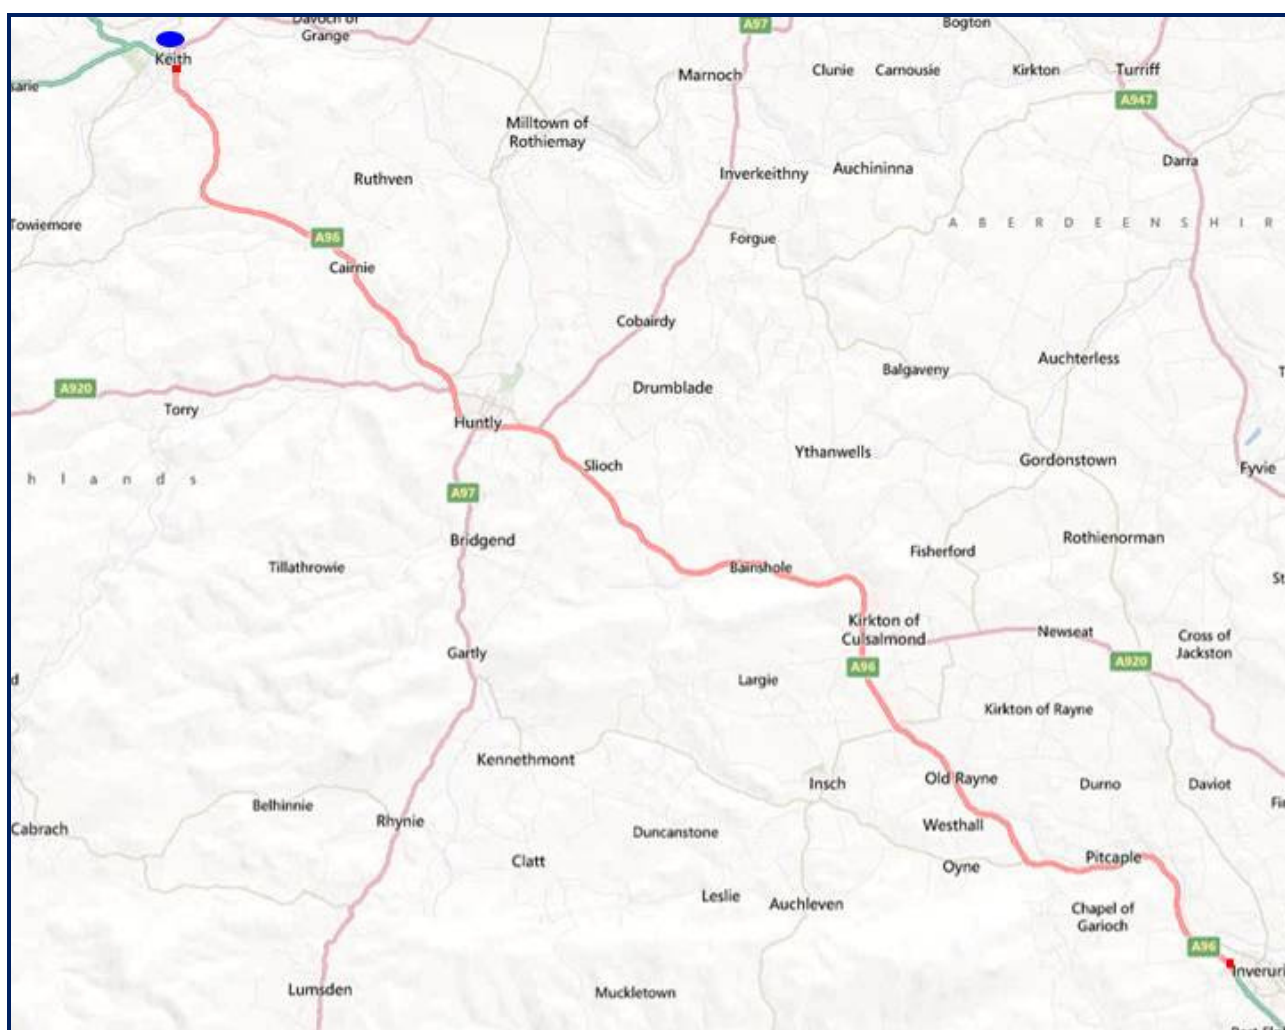 Davoch of
Grange
A97
Bogton
Keith
Marnoch
Clunie
Carnousie
Kirkton
Turriff
A947
Milltown of
Rothiemay
Darra
Ruthven
Inverkeithny
Auchininna
Towiemore
A B E R D E E N S H I R
A96
Forgue
Cairnie
Cobairdy
Auchterless
Balgaveny
A920
Drumblade
Torry
Huntly
Ythanwells
Slioch
Gordonstown
Fyvie
h l a n d s
A97
Bridgend
Rothienorman
Fisherford
Tillathrowie
Bainshole
St
Kirkton of
Culsalmond
Newseat
Cross of
Jackston
Gartly
A96
A920
Largie
d
Kirkton of Rayne
Kennethmont
Insch
Old Rayne
Durno
Daviot
Belhinnie
Rhynie
Westhall
Cabrach
Duncanstone
Clatt
Pitcaple
Oyne
Leslie
Auchleven
Chapel of
Garioch
A96
Inveruri
Lumsden
Muckletown